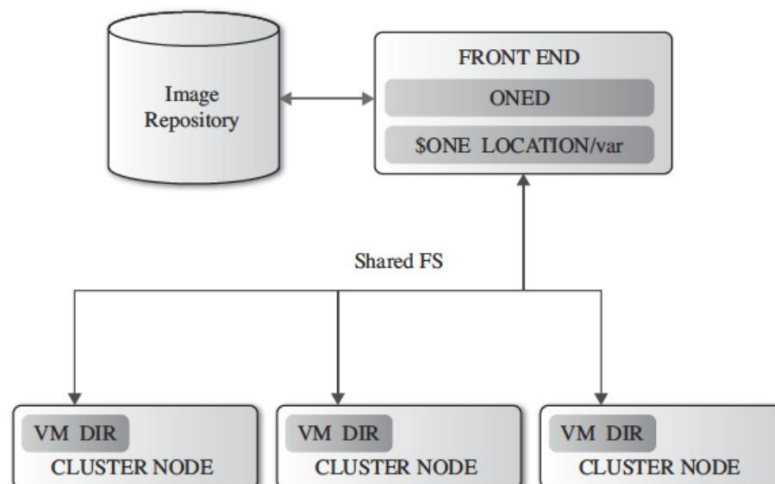 Image
Repository
FRONT END
ONED
$ONE LOCATION/var
Shared FS
VM DIR
CLUSTER NODE
VM DIR
CLUSTER NODE
VM DIR
CLUSTER NODE